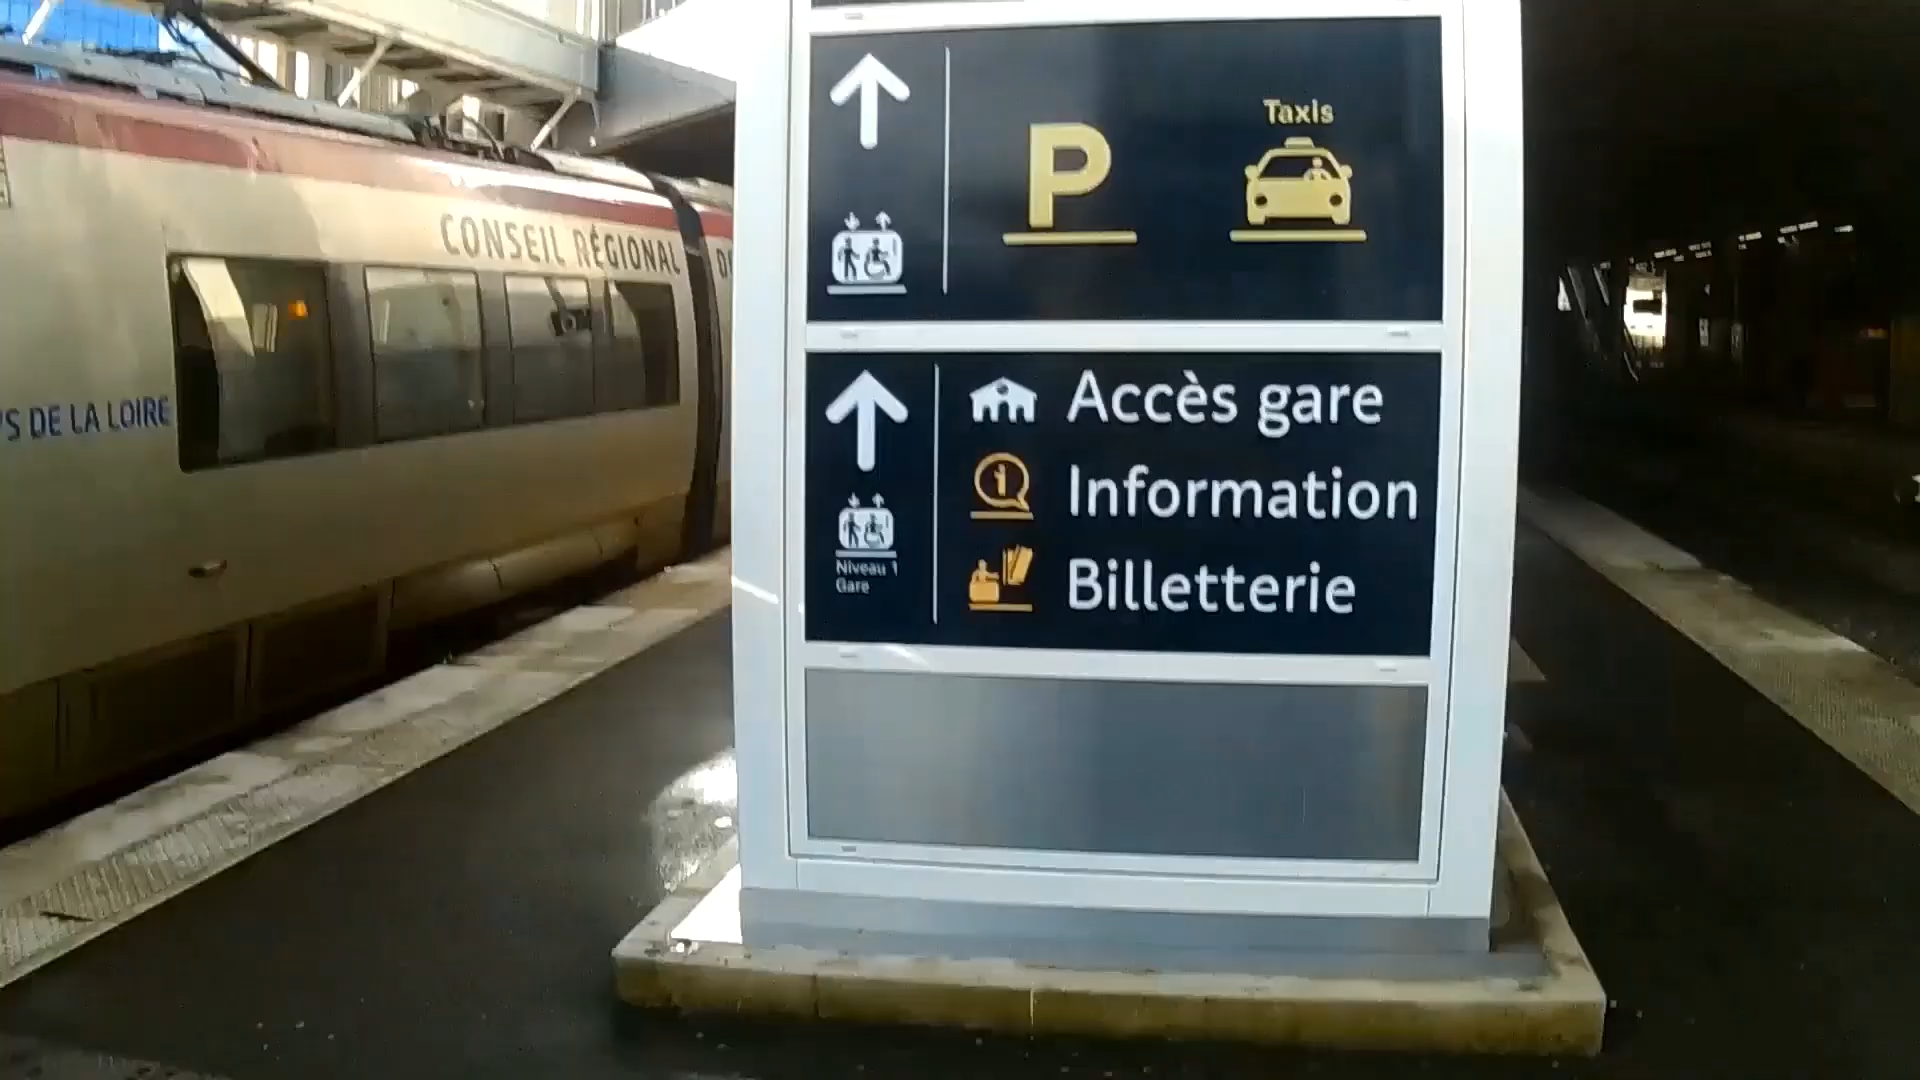 CONSEIL RÉGIONAL
DE LA LOIRE
P
Taxis
Accès gare
Information
Billetterie
Niveau 1
Gare